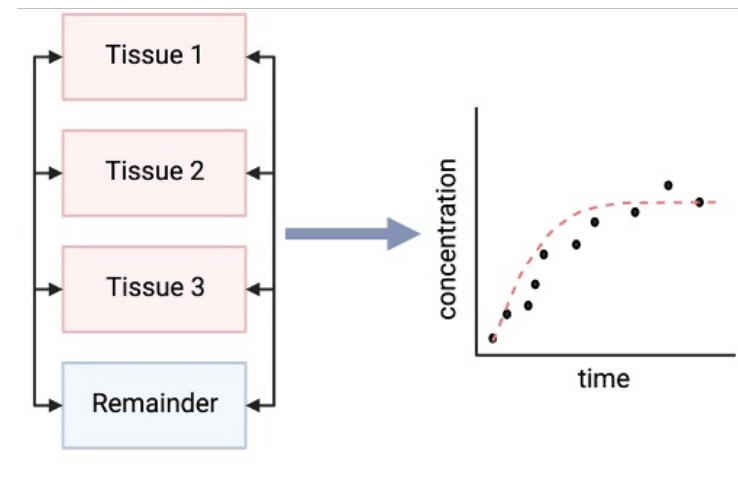 Tissue 1
Tissue 2
Tissue 3
Remainder
concentration
time